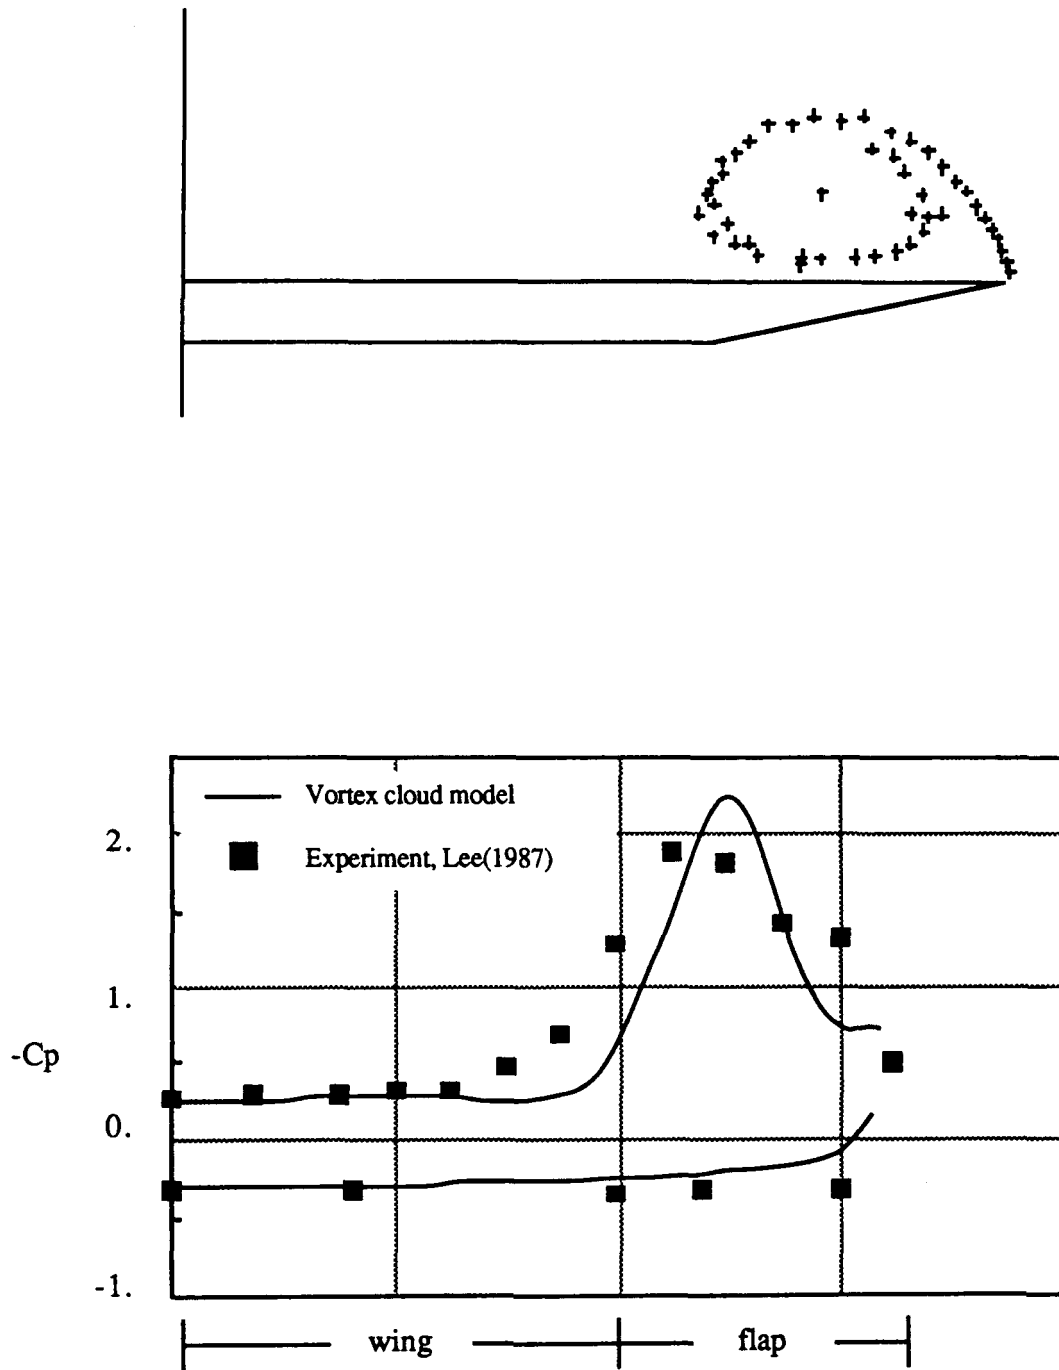 Vortex cloud model
2.
Experiment, Lee(1987)
1.
-Cp
0.
-1.
wing
flap